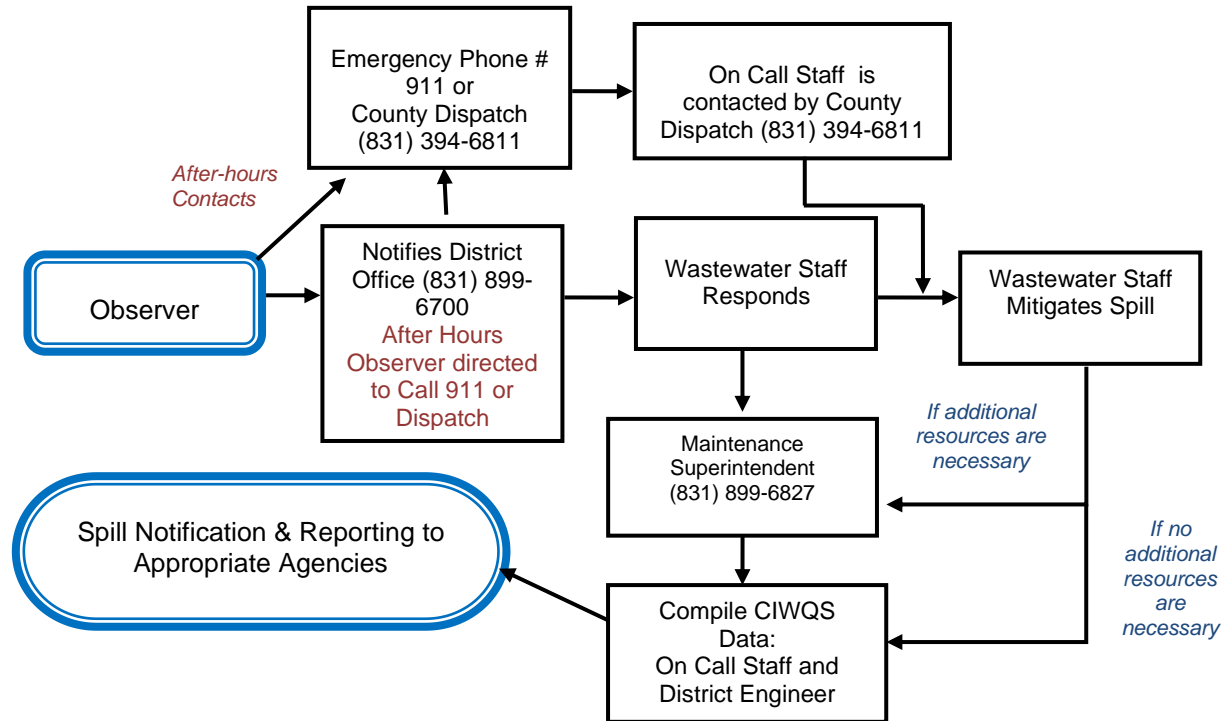 Emergency Phone #
911 or
County Dispatch
(831) 394-6811
On Call Staff is
contacted by County
Dispatch (831) 394-6811
After-hours
Contacts
Observer
Notifies District
Office (831) 899-
6700
After Hours
Observer directed
to Call 911 or
Dispatch
Wastewater Staff
Responds
Wastewater Staff
Mitigates Spill
If additional
resources are
necessary
Maintenance
Superintendent
(831) 899-6827
If no
additional
resources
are
necessary
Spill Notification & Reporting to
Appropriate Agencies
Compile CIWQS
Data:
On Call Staff and
District Engineer